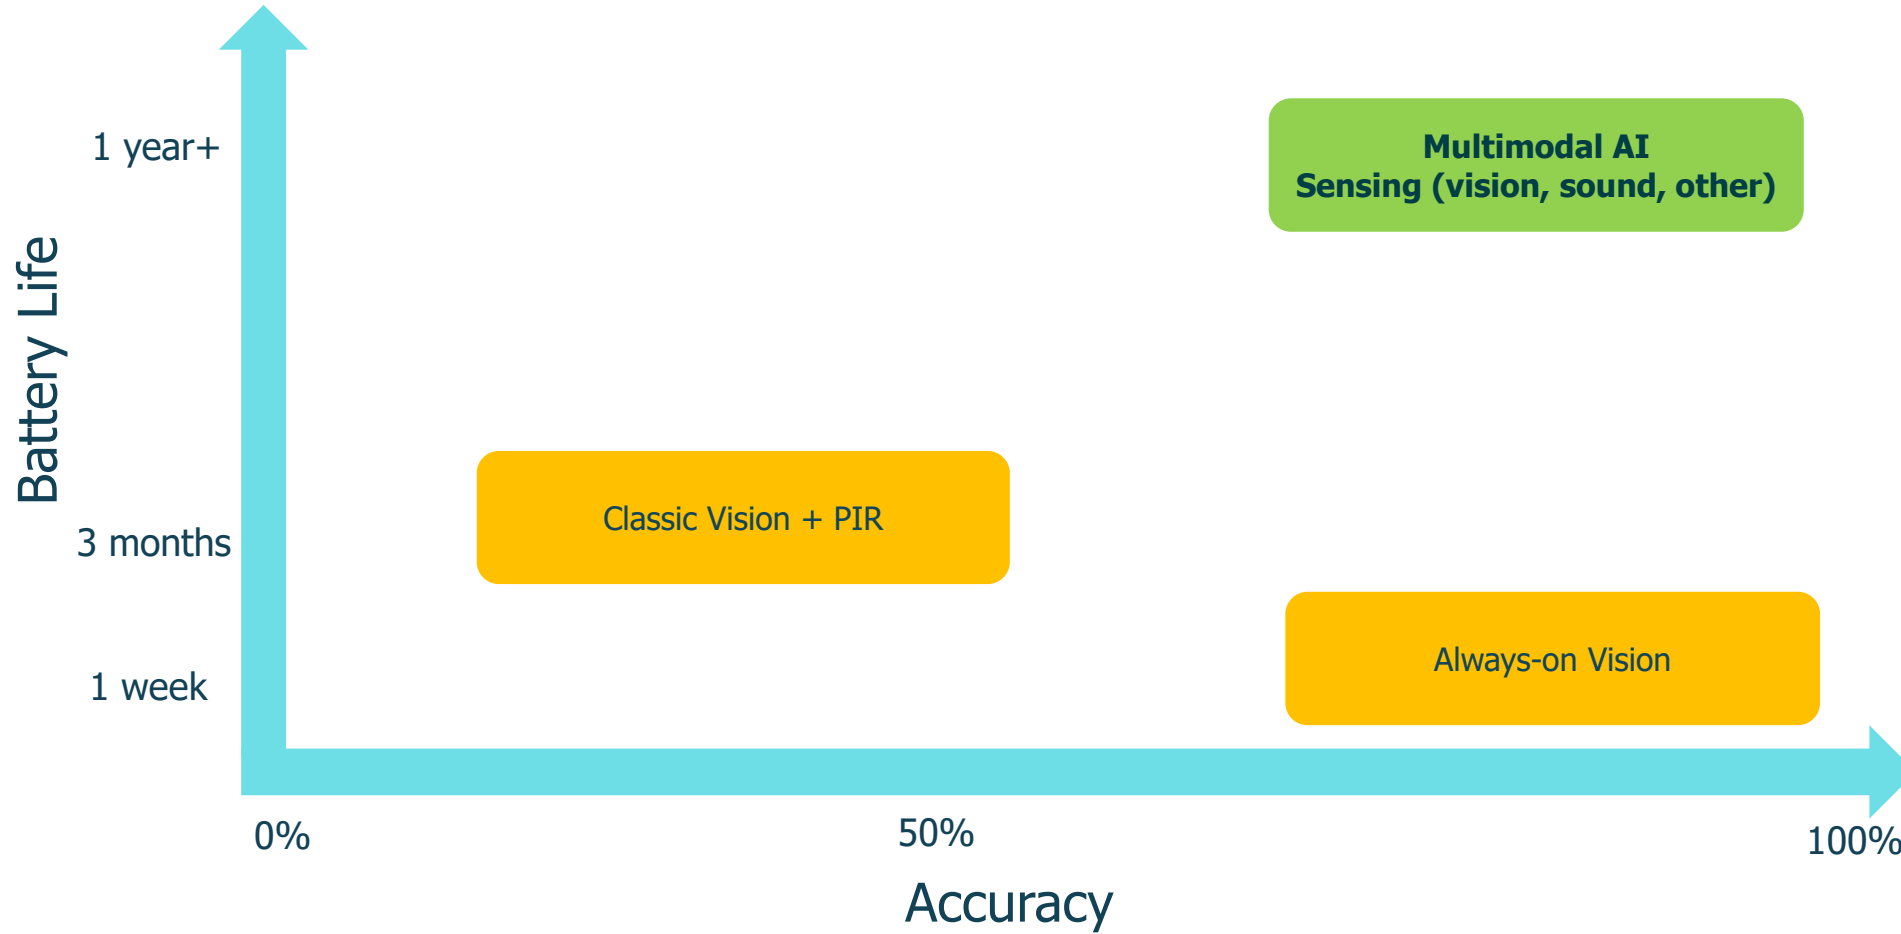 1 year+
Multimodal AI
Sensing (vision, sound, other)
Battery Life
Classic Vision + PIR
3 months
Always-on Vision
1 week
0%
50%
100%
Accuracy